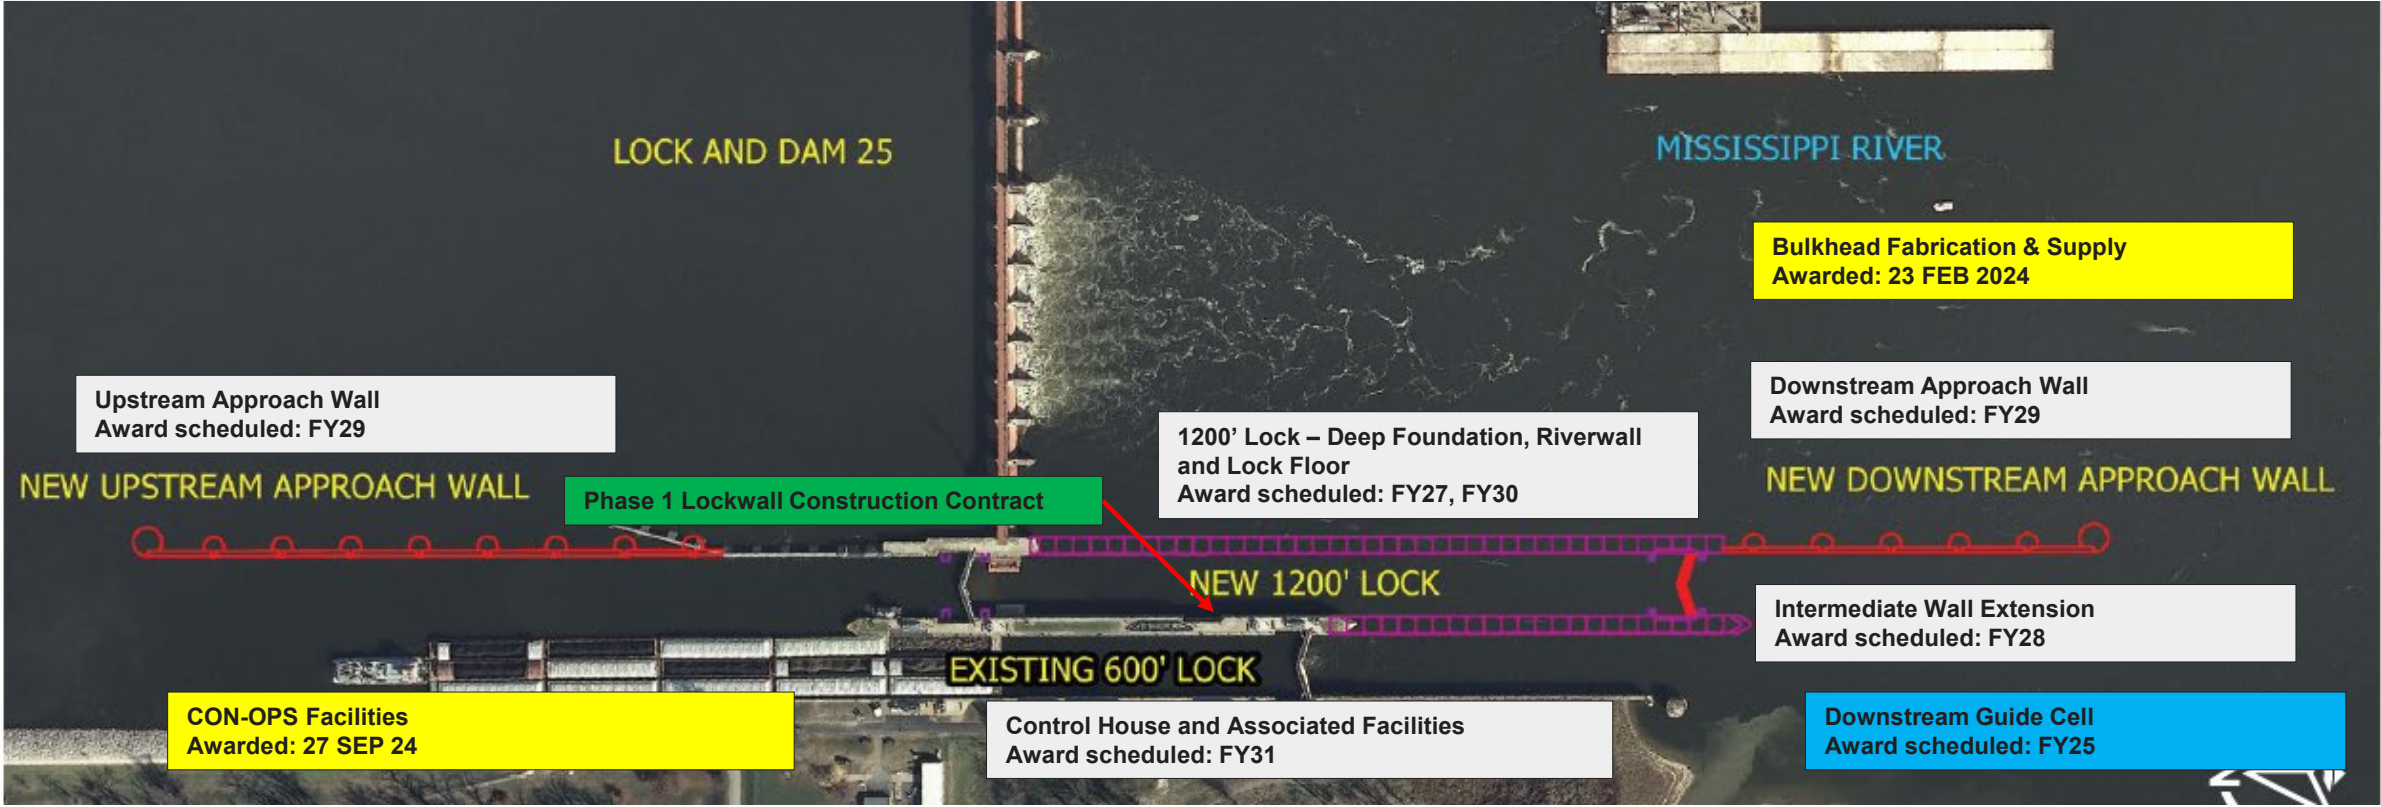 LOCK AND DAM 25
MISSISSIPPI RIVER
Bulkhead Fabrication & Supply
Awarded: 23 FEB 2024
Upstream Approach Wall
Award scheduled: FY29
Downstream Approach Wall
Award scheduled: FY29
1200’ Lock – Deep Foundation, Riverwall
and Lock Floor
Award scheduled: FY27, FY30
NEW UPSTREAM APPROACH WALL
NEW DOWNSTREAM APPROACH WALL
Phase 1 Lockwall Construction Contract
NEW 1200' LOCK
Intermediate Wall Extension
Award scheduled: FY28
EXISTING 600' LOCK
CON-OPS Facilities
Awarded: 27 SEP 24
Control House and Associated Facilities
Award scheduled: FY31
Downstream Guide Cell
Award scheduled: FY25